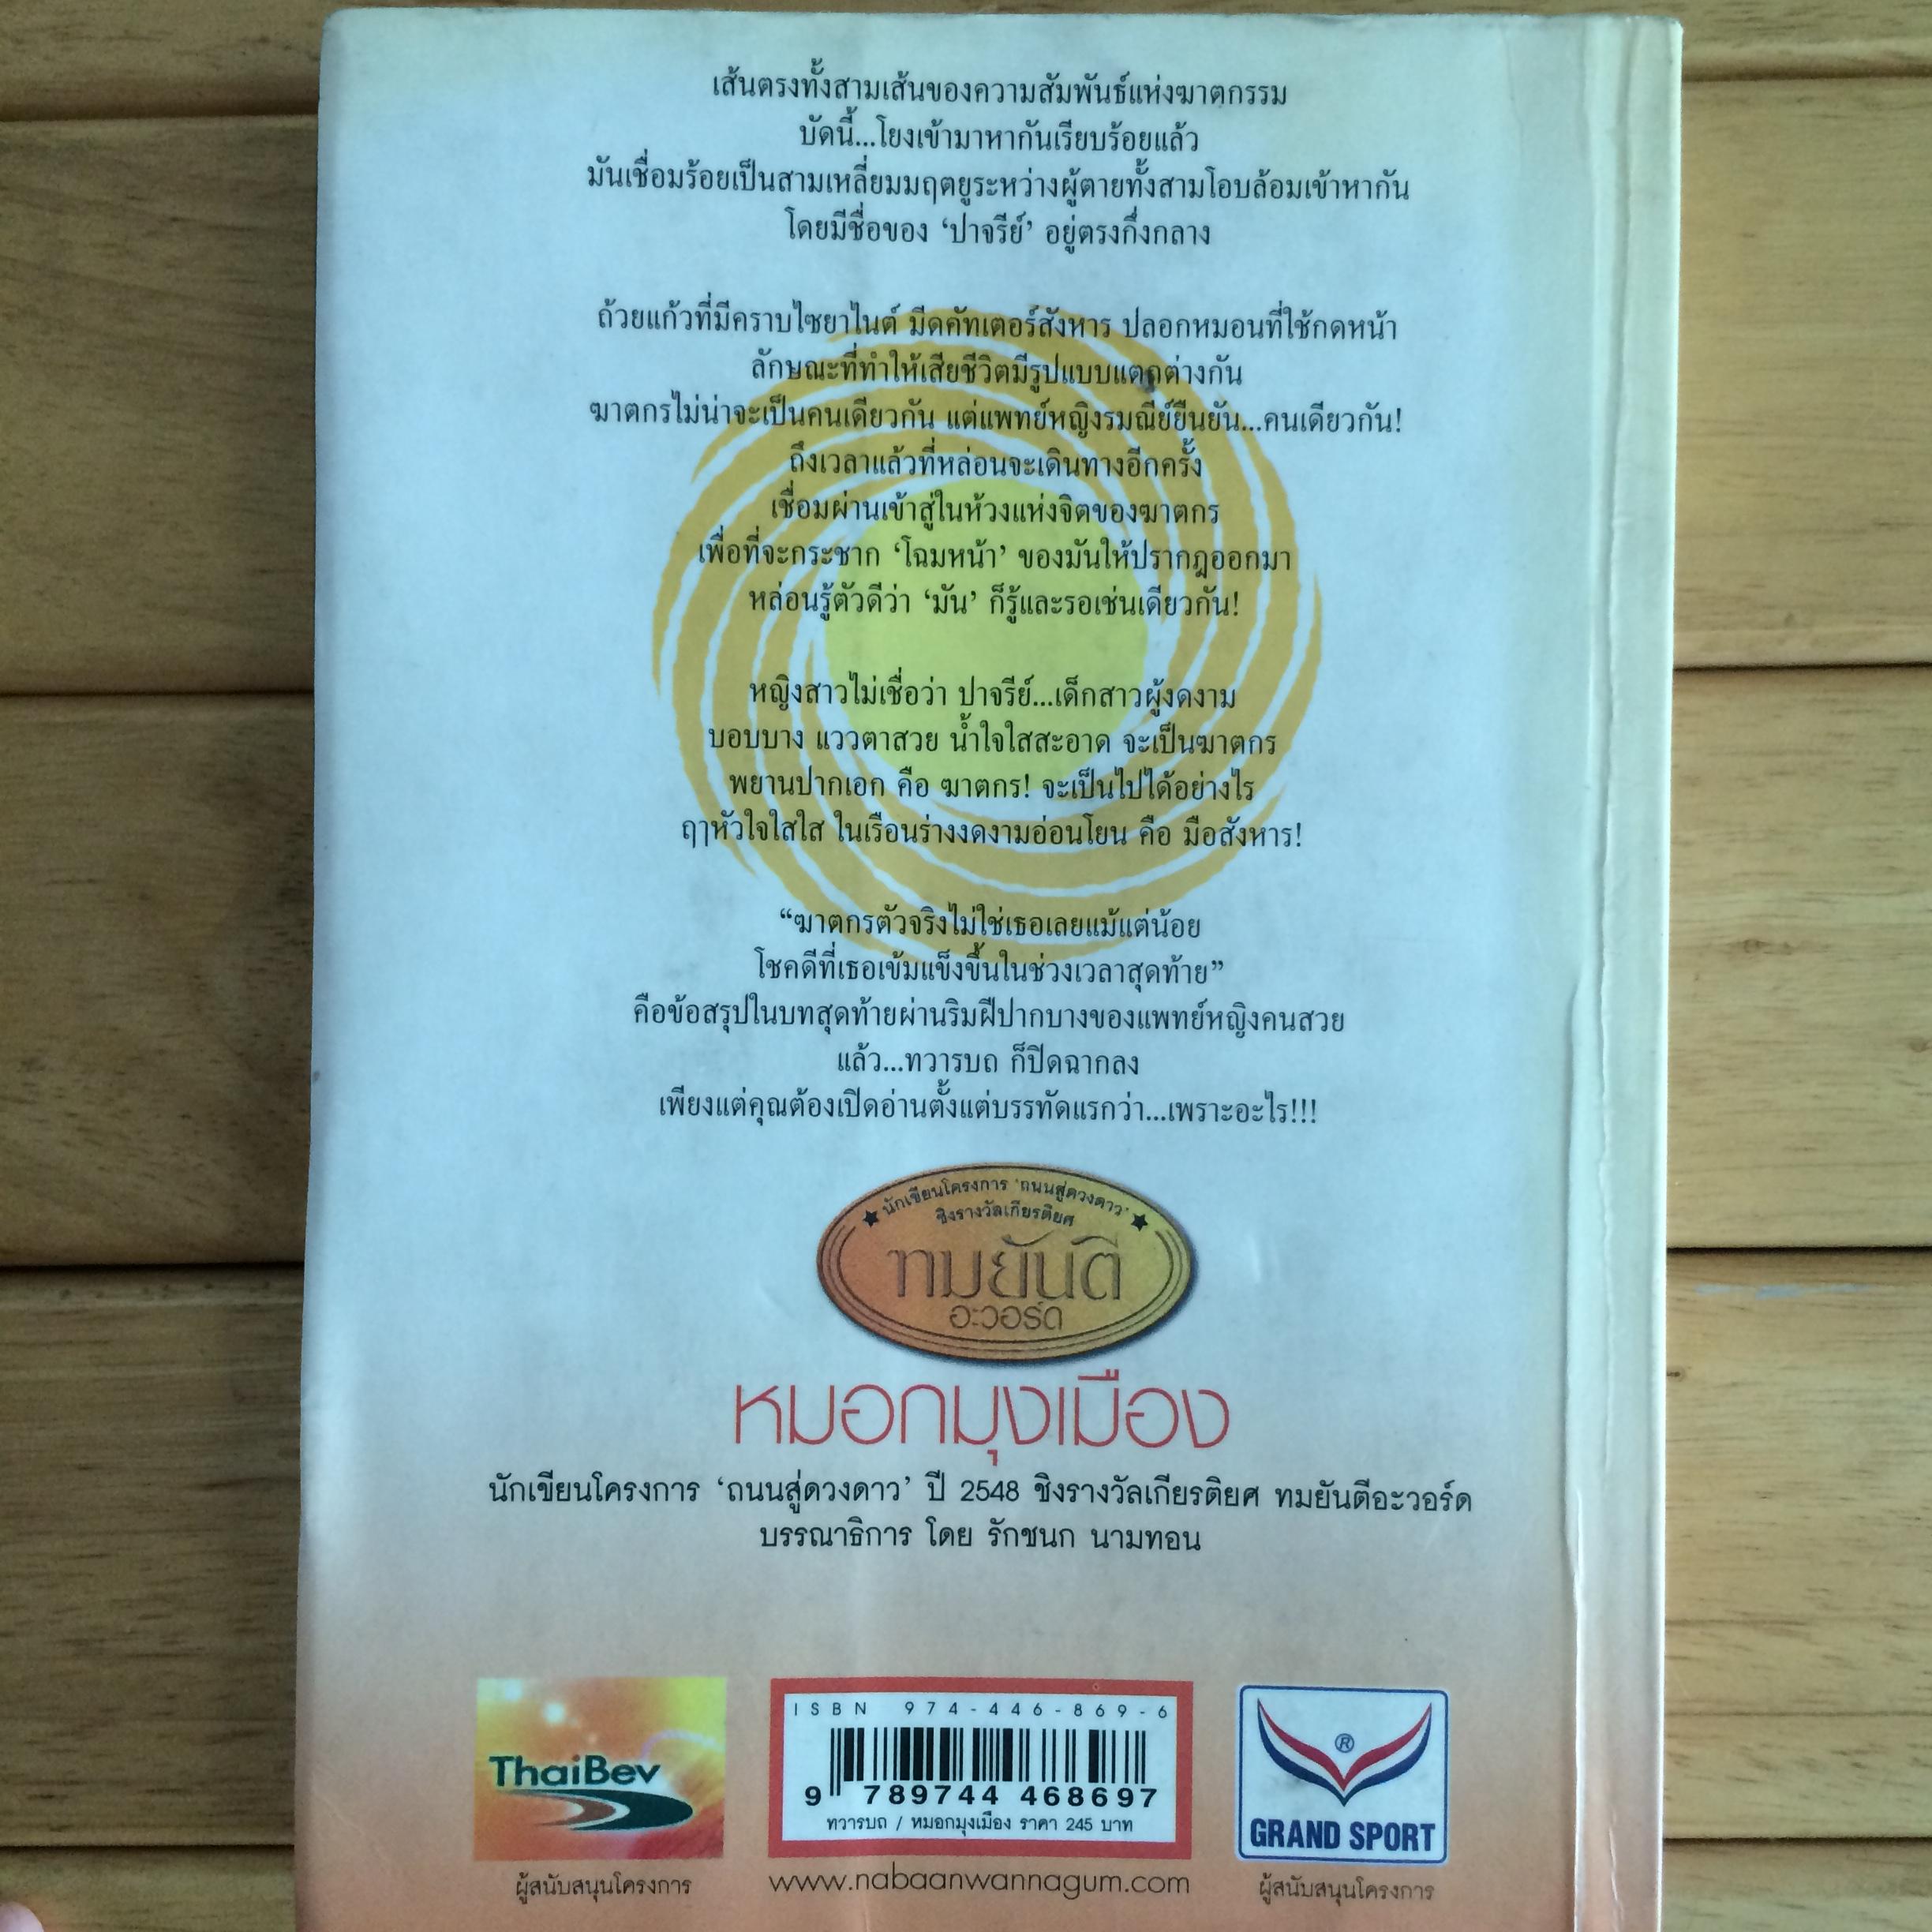 เส้นตรงทั้งสามเส้นของความสัมพันธ์แห่งฆาตกรรม
บัดนี้...โยงเข้ามาหากันเรียบร้อยแล้ว
มันเชื่อมร้อยเป็นสามเหลี่ยมมฤตยูระหว่างผู้ตายทั้งสามโอบล้อมเข้าหากัน
โดยมีชื่อของ ‘ปาจรีย์’ อยู่ตรงกึ่งกลาง
ถ้วยแก้วที่มีคราบไซยาไนด์ มีดคัทเตอร์สังหาร ปลอกหมอนที่ใช้กดหน้า
ลักษณะที่ทำให้เสียชีวิตมีรูปแบบแตกต่างกัน
ฆาตกรไม่น่าจะเป็นคนเดียวกัน แต่แพทย์หญิงรมณีย์ยืนยัน...คนเดียวกัน!
ถึงเวลาแล้วที่หล่อนจะเดินทางอีกครั้ง
เชื่อมผ่านเข้าสู่ในห้วงแห่งจิตของฆาตกร
เพื่อที่จะกระชาก ‘โฉมหน้า’ ของมันให้ปรากฎออกมา
หล่อนรู้ตัวดีว่า ‘มัน’ ก็รู้และรอเช่นเดียวกัน!
หญิงสาวไม่เชื่อว่า ปาจรีย์...เด็กสาวผู้งดงาม
บอบบาง แววตาสวย น้ำใจใสสะอาด จะเป็นฆาตกร
พยานปากเอก คือ ฆาตกร! จะเป็นไปได้อย่างไร
ฤๅหัวใจใสใส ในเรือนร่างงดงามอ่อนโยน คือ มือสังหาร!
“ฆาตกรตัวจริงไม่ใช่เธอเลยแม้แต่น้อย
โชคดีที่เธอเข้มแข็งขึ้นในช่วงเวลาสุดท้าย”
คือข้อสรุปในบทสุดท้ายผ่านริมฝีปากบางของแพทย์หญิงคนสวย
แล้ว...ทวารบถ ก็ปิดฉากลง
เพียงแต่คุณต้องเปิดอ่านตั้งแต่บรรทัดแรกว่า...เพราะอะไร!!!
นักเขียนโครงการ ‘ถนนสู่ดวงดาว’
ชิงรางวัลเกียรติยศ
ทมยันตี
อะวอร์ด
หมอกมุงเมือง
นักเขียนโครงการ ‘ถนนสู่ดวงดาว’ ปี 2548 ชิงรางวัลเกียรติยศ ทมยันตีอะวอร์ด
บรรณาธิการ โดย รักชนก นามทอน
ThaiBev
ผู้สนับสนุนโครงการ
ISBN 974-446-869-6
9 789744 468697
ทวารบถ / หมอกมุงเมือง ราคา 245 บาท
www.nabaanwannagum.com
®
GRAND SPORT
ผู้สนับสนุนโครงการ